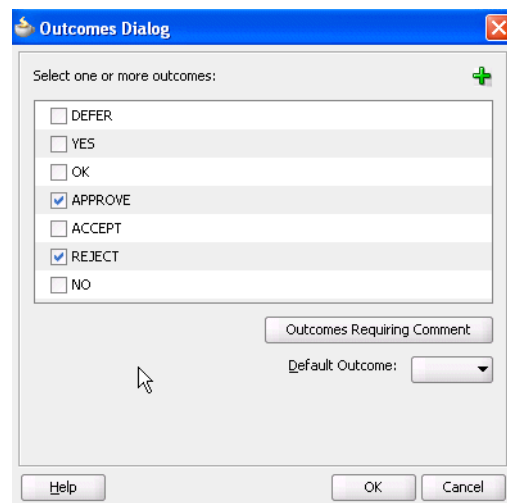 Outcomes Dialog
Select one or more outcomes:
DEFER
YES
OK
APPROVE
ACCEPT
REJECT
NO
Outcomes Requiring Comment
Default Outcome:
Help OK Cancel